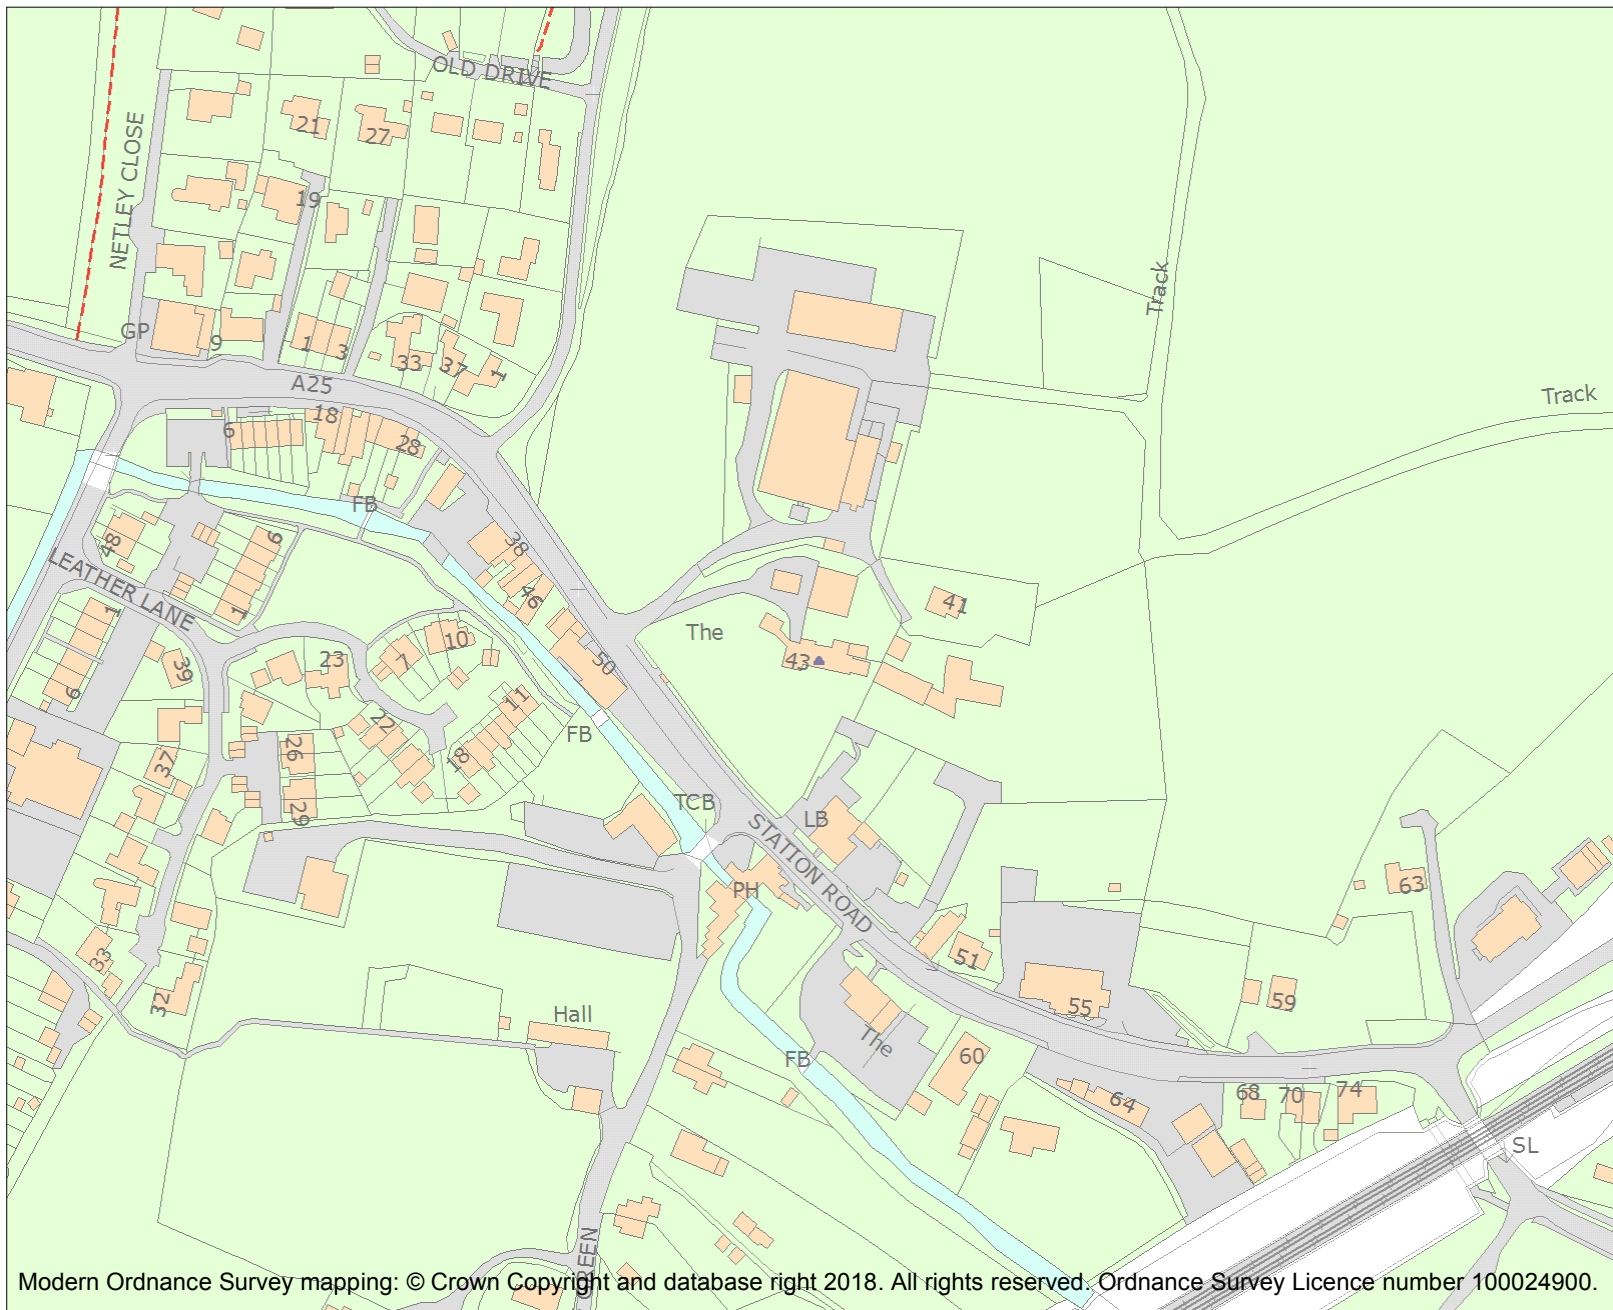 OLD DRIVE
21
27
NETLEY CLOSE
19
Track
GP
9
1
3
33
37
1
A25
Track
6
18
28
FB
48
6
38
LEATHER LANE
46
41
1
1
The
10
23
7
43
50
39
6
11
22
FB
26
18
37
TCB
29
LB
STATION ROAD
PH
63
51
33
32
59
55
Hall
The
FB
60
68
70
74
64
SL
GREEN
Modern Ordnance Survey mapping: © Crown Copyright and database right 2018. All rights reserved. Ordnance Survey Licence number 100024900.